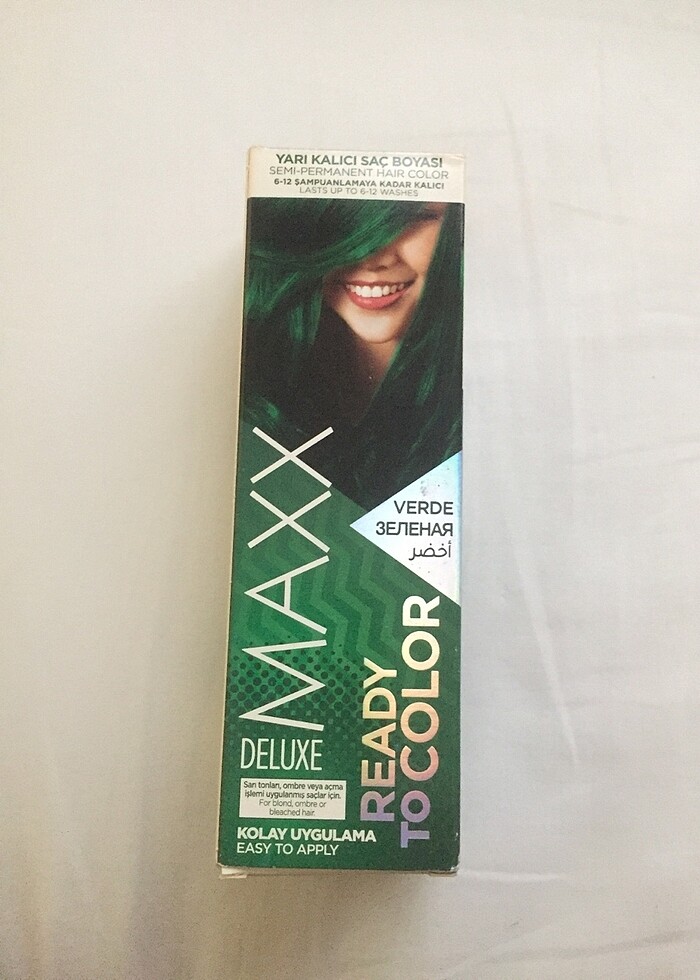 YARI KALICI SAÇ BOYASI
SEMI-PERMANENT HAIR COLOR
6-12 ŞAMPUANLAMAYA KADAR KALICI
LASTS UP TO 6-12 WASHES
VERDE
ЗЕЛЕНАЯ
أخضر
MAXX
DELUXE
READY
TO COLOR
Sarı tonları, ombre veya açma
işlemi uygulanmış saçlar için.
For blond, ombre or
bleached hair.
KOLAY UYGULAMA
EASY TO APPLY